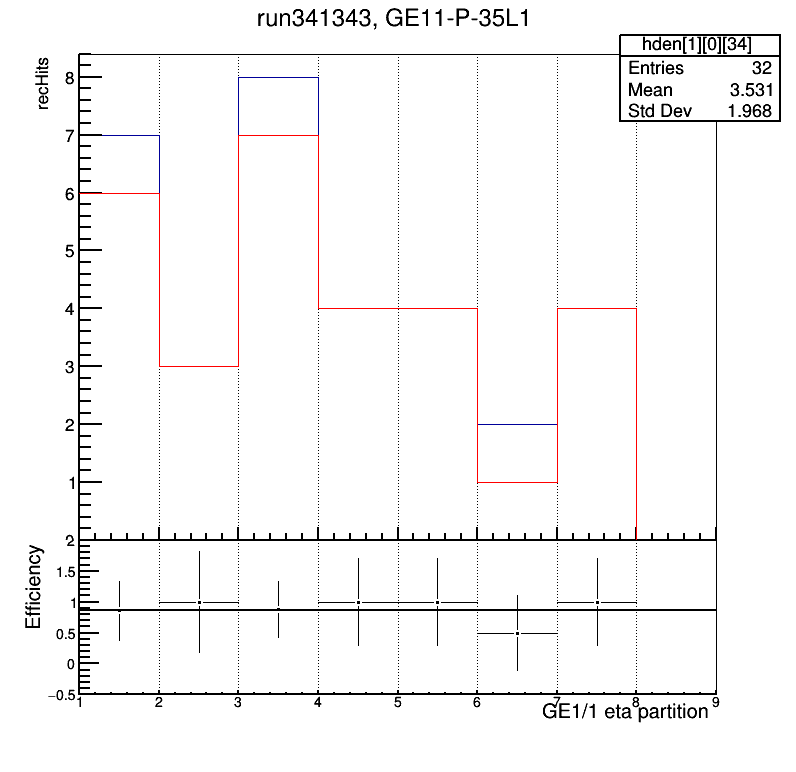 run341343, GE11-P-35L1
hden[1][0][34]
Entries 32
Mean 3.531
Std Dev 1.968
recHits
8
7
6
5
4
3
2
1
Efficiency
2
1.5
1
0.5
0
−0.5
1 2 3 4 5 6 7 8 9
GE1/1 eta partition